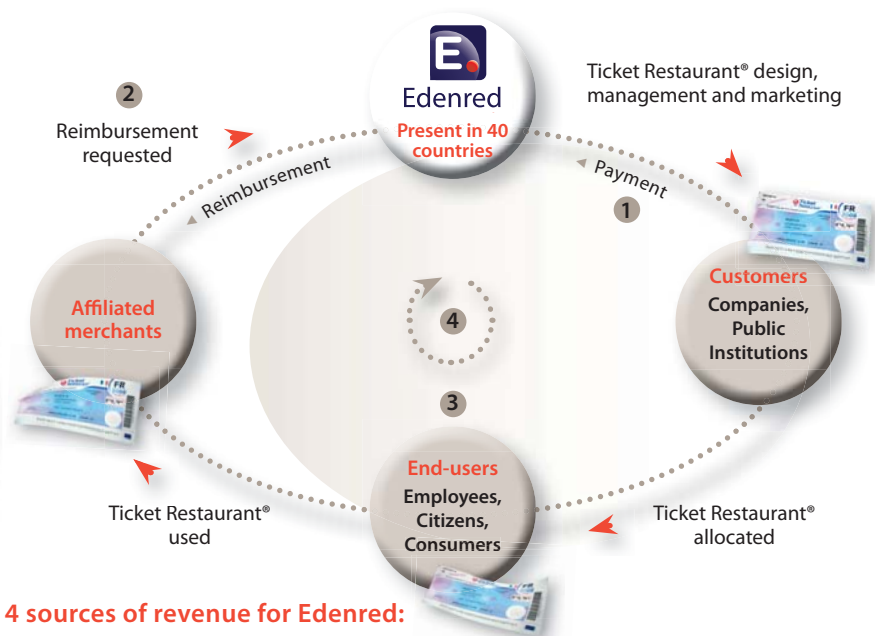 E.
Edenred
Present in 40
countries
Ticket Restaurant® design,
management and marketing
2
Reimbursement
requested
Reimbursement
Payment
1
Affiliated
merchants
4
Customers
Companies,
Public
Institutions
FR
FR
3
End-users
Employees,
Citizens,
Consumers
Ticket Restaurant®
used
Ticket Restaurant®
allocated
4 sources of revenue for Edenred: